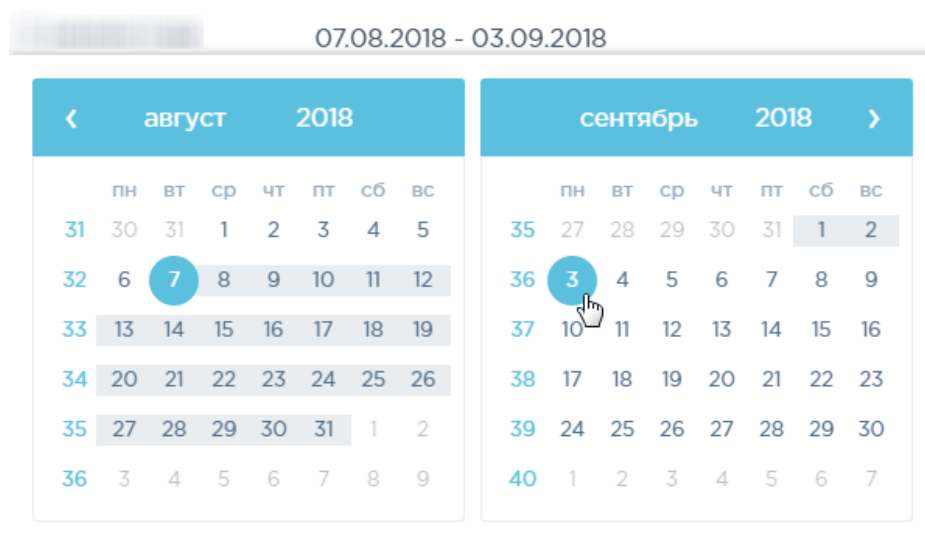 07.08.2018 - 03.09.2018
‹ август 2018
пн вт ср чт пт сб вс
31 30 31 1 2 3 4 5
32 6 7 8 9 10 11 12
33 13 14 15 16 17 18 19
34 20 21 22 23 24 25 26
35 27 28 29 30 31 1 2
36 3 4 5 6 7 8 9
сентябрь 2018 ›
пн вт ср чт пт сб вс
35 27 28 29 30 31 1 2
36 3 4 5 6 7 8 9
37 10 11 12 13 14 15 16
38 17 18 19 20 21 22 23
39 24 25 26 27 28 29 30
40 1 2 3 4 5 6 7